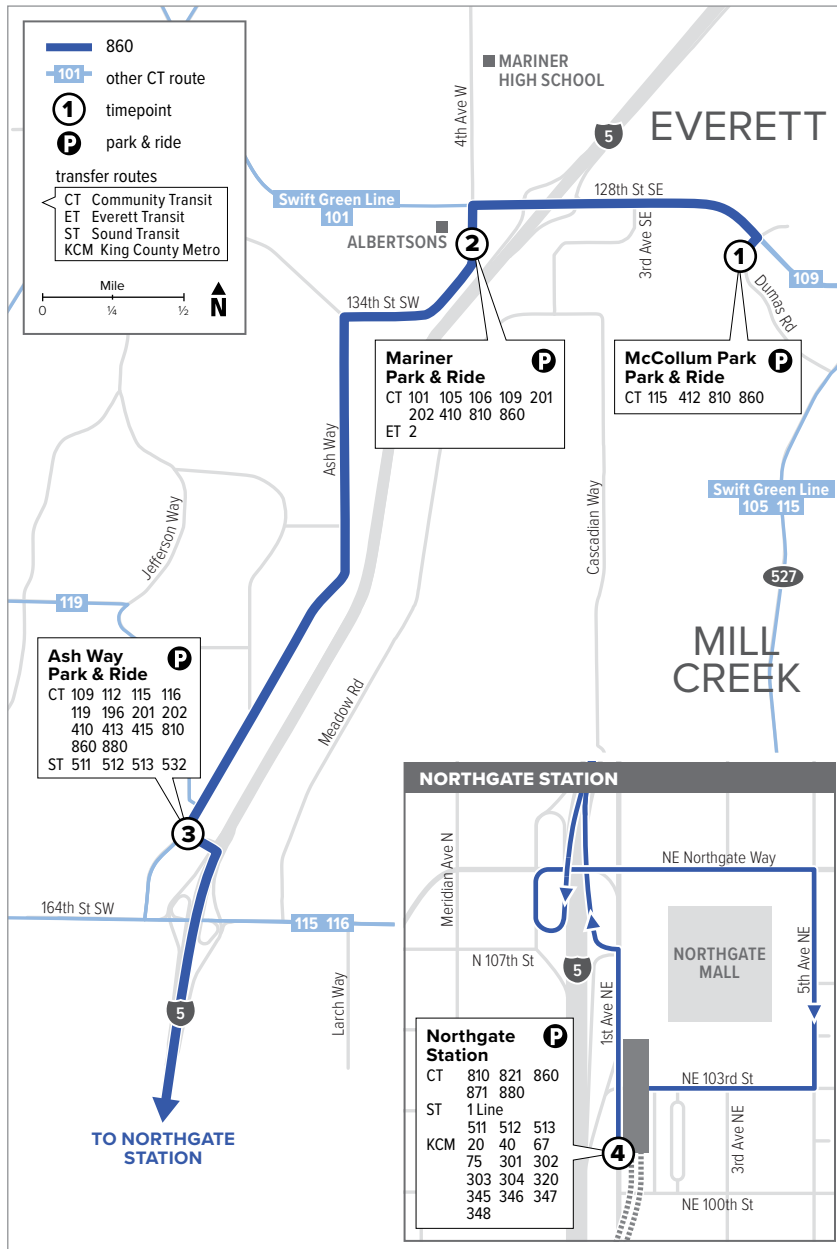 860
101
other CT route
1
timepoint
P
park & ride
transfer routes
CT Community Transit
ET Everett Transit
ST Sound Transit
KCM King County Metro
Mile
0 ¼ ½
N
MARINER
HIGH SCHOOL
4th Ave W
5
EVERETT
Swift Green Line
101
128th St SE
ALBERTSONS
2
3rd Ave SE
1
109
Dumas Rd
134th St SW
Mariner
Park & Ride
P
CT 101 105 106 109 201
202 410 810 860
ET 2
McCollum Park
Park & Ride
P
CT 115 412 810 860
Ash Way
Cascadian Way
Swift Green Line
105 115
Jefferson Way
527
119
MILL
CREEK
Ash Way
Park & Ride
P
CT 109 112 115 116
119 196 201 202
410 413 415 810
860 880
ST 511 512 513 532
Meadow Rd
3
164th St SW
115 116
Larch Way
5
TO NORTHGATE
STATION
NORTHGATE STATION
Meridian Ave N
NE Northgate Way
N 107th St
5
1st Ave NE
NORTHGATE
MALL
5th Ave NE
Northgate
Station
P
CT 810 821 860
871 880
ST 1 Line
511 512 513
KCM 20 40 67
75 301 302
303 304 320
345 346 347
348
NE 103rd St
4
3rd Ave NE
NE 100th St